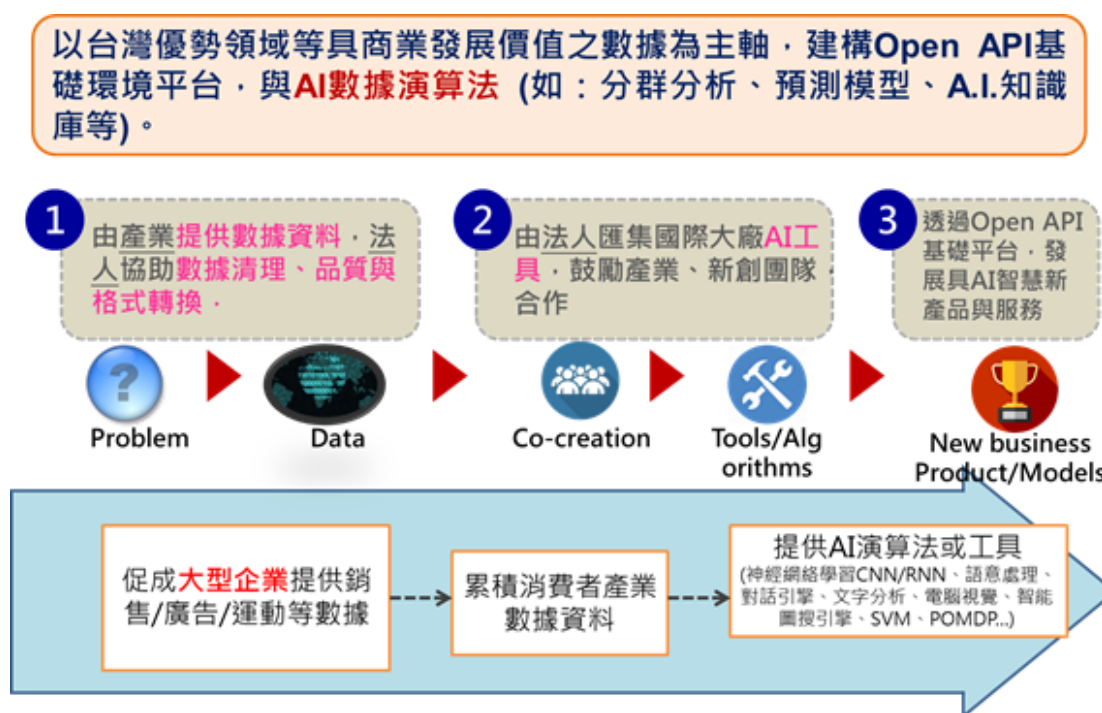 以台灣優勢領域等具商業發展價值之數據為主軸，建構Open API基
礎環境平台，與AI數據演算法 (如：分群分析、預測模型、A.I.知識
庫等)。
1
由產業提供數據資料，法
人協助數據清理、品質與
格式轉換．
2
由法人匯集國際大廠AI工
具，鼓勵產業、新創團隊
合作
3
透過Open API
基礎平台，發
展具AI智慧新
產品與服務
?
Problem
Data
Co-creation
Tools/Alg
orithms
New business
Product/Models
促成大型企業提供銷
售/廣告/運動等數據
累積消費者產業
數據資料
提供AI演算法或工具
(神經網絡學習CNN/RNN、語意處理、
對話引擎、文字分析、電腦視覺、智能
圖搜引擎、SVM、POMDP...)